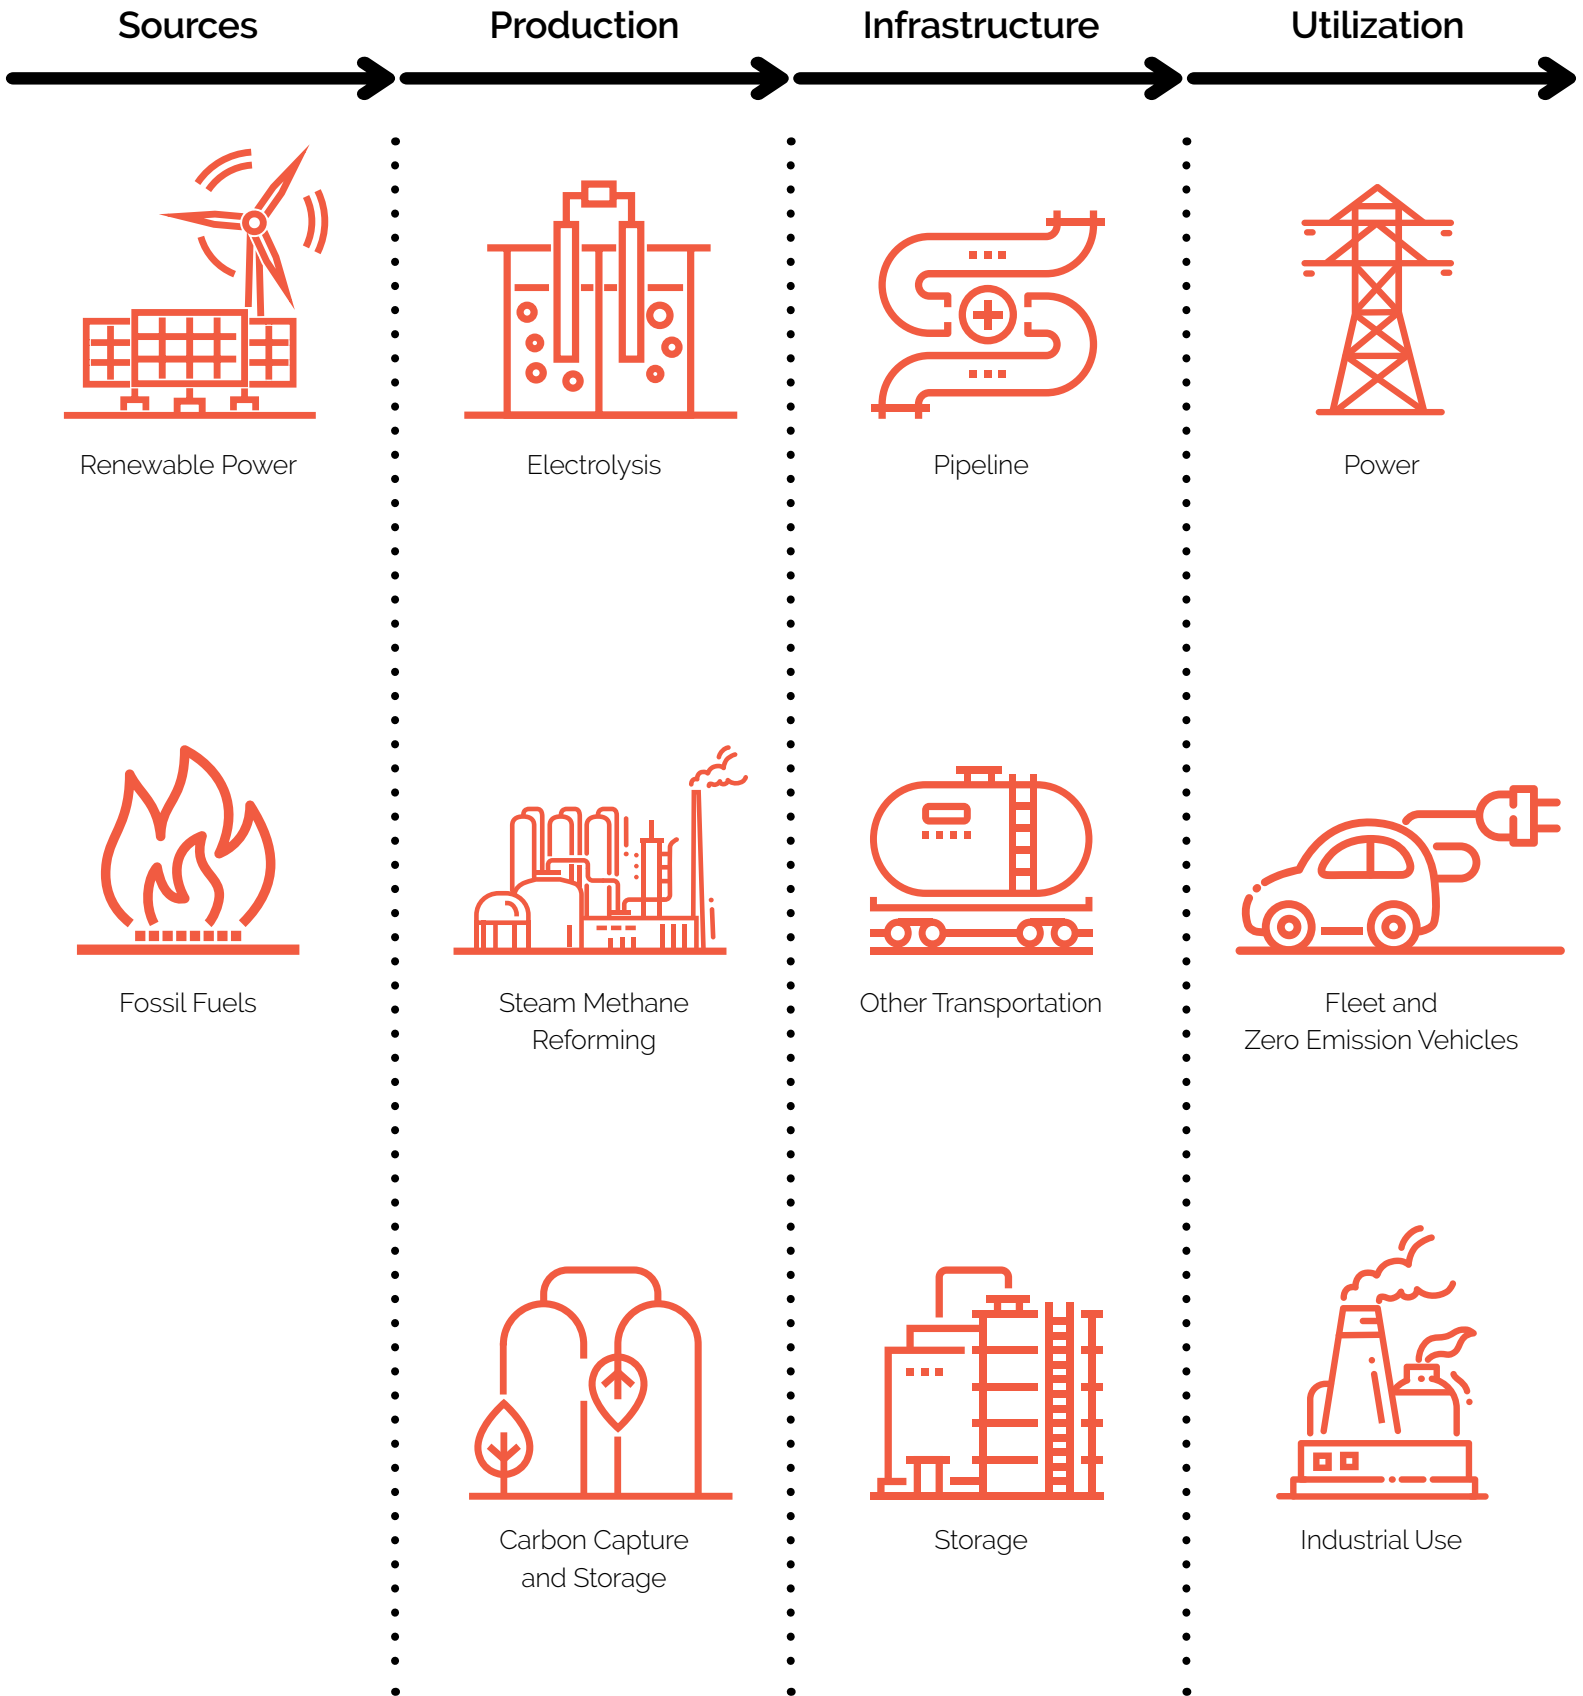 Sources
Production
Infrastructure
Utilization
Renewable Power
Electrolysis
Pipeline
Power
Fossil Fuels
Steam Methane
Reforming
Other Transportation
Fleet and
Zero Emission Vehicles
Carbon Capture
and Storage
Storage
Industrial Use